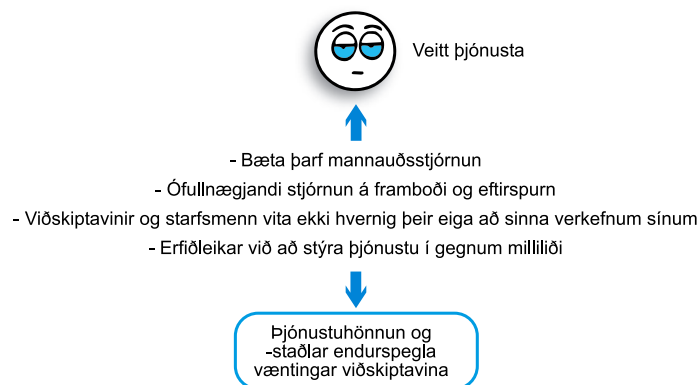 Veitt þjónusta
- Bæta þarf mannauðsstjórnun
- Ófullnægjandi stjórnun á framboði og eftirspurn
- Viðskiptavinir og starfsmenn vita ekki hvernig þeir eiga að sinna verkefnum sínum
- Erfiðleikar við að stýra þjónustu í gegnum milliliði
Þjónustuhönnun og
-staðlar endurspegla
væntingar viðskiptavina